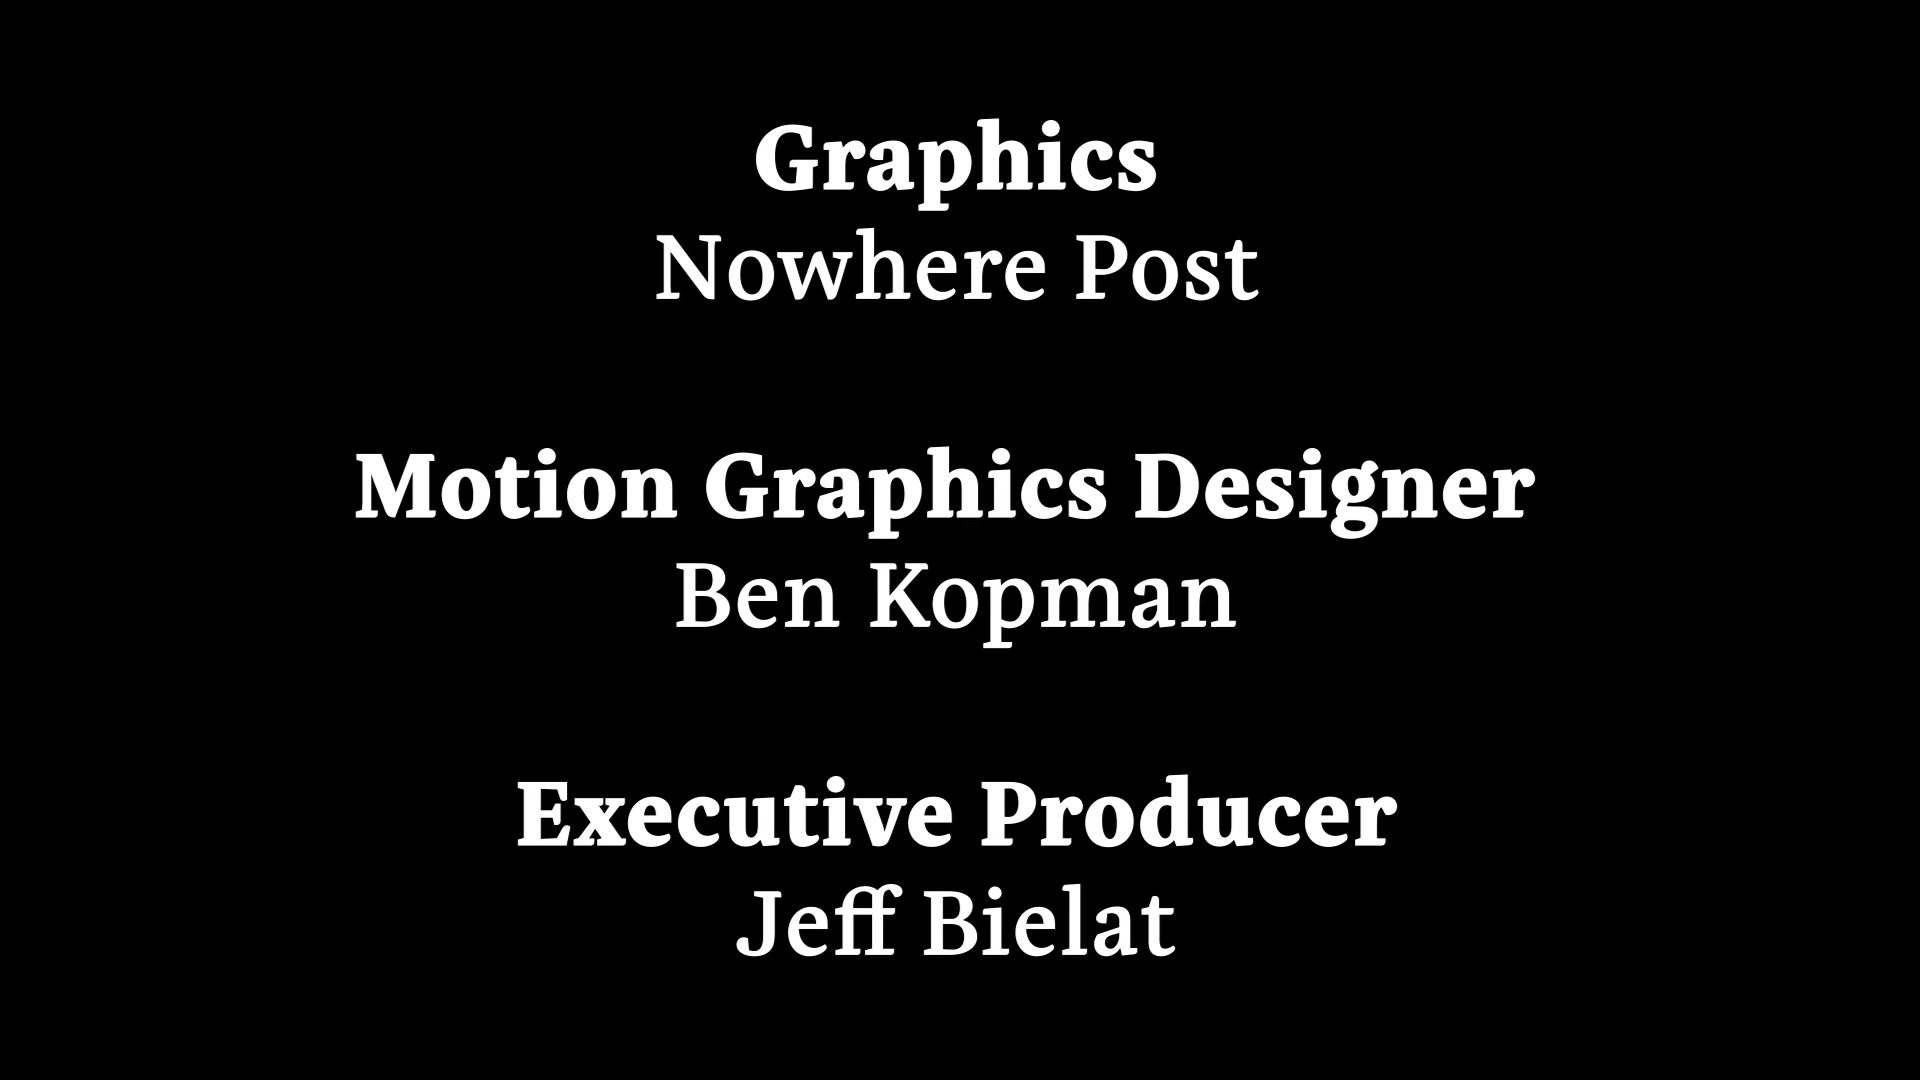 Graphics
Nowhere Post
Motion Graphics Designer
Ben Kopman
Executive Producer
Jeff Bielat